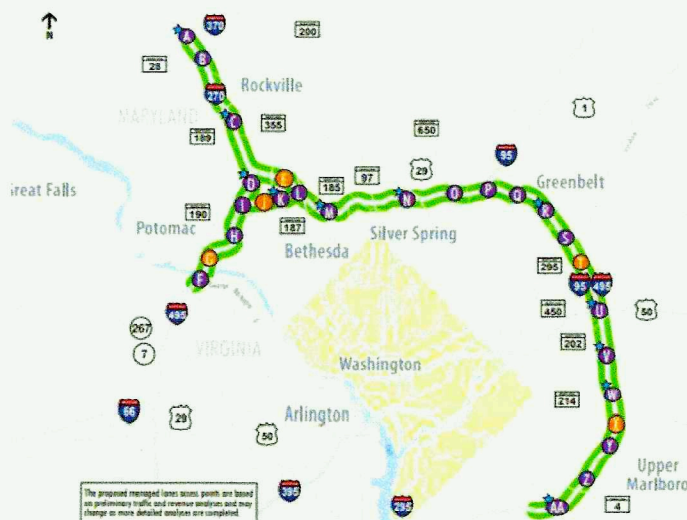 N
370
200
A
B
28
Rockville
270
1
MARYLAND
C
355
189
650
95
29
97
Great Falls
D
185
Greenbelt
K
L
M
N
O
P
Q
R
190
I
Potomac
187
H
Bethesda
Silver Spring
S
295
F
95
495
450
U
50
495
267
202
V
VIRGINIA
7
Washington
W
214
66
29
Arlington
50
Y
Upper
Marlboro
Z
395
295
AA
4
The proposed managed lanes access points are based
on preliminary traffic and revenue analyses and may
change as more detailed analyses are completed